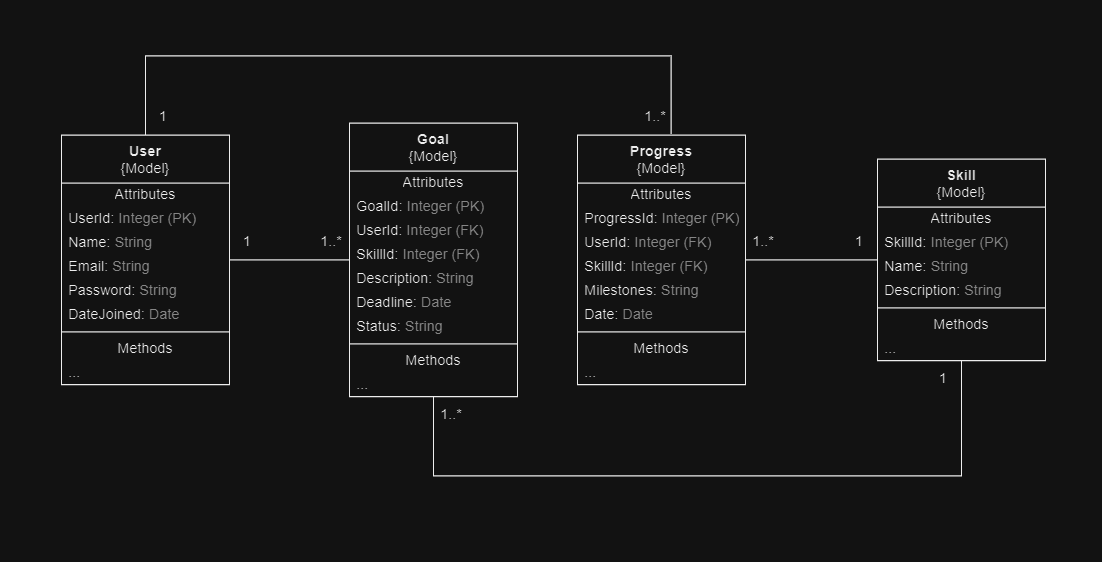 1
1..*
User
{Model}
Attributes
UserId: Integer (PK)
Name: String
Email: String
Password: String
DateJoined: Date
Methods
...
1
1..*
Goal
{Model}
Attributes
GoalId: Integer (PK)
UserId: Integer (FK)
SkillId: Integer (FK)
Description: String
Deadline: Date
Status: String
Methods
...
1..*
Progress
{Model}
Attributes
ProgressId: Integer (PK)
UserId: Integer (FK)
SkillId: Integer (FK)
Milestones: String
Date: Date
Methods
...
1..*
1
Skill
{Model}
Attributes
SkillId: Integer (PK)
Name: String
Description: String
Methods
...
1